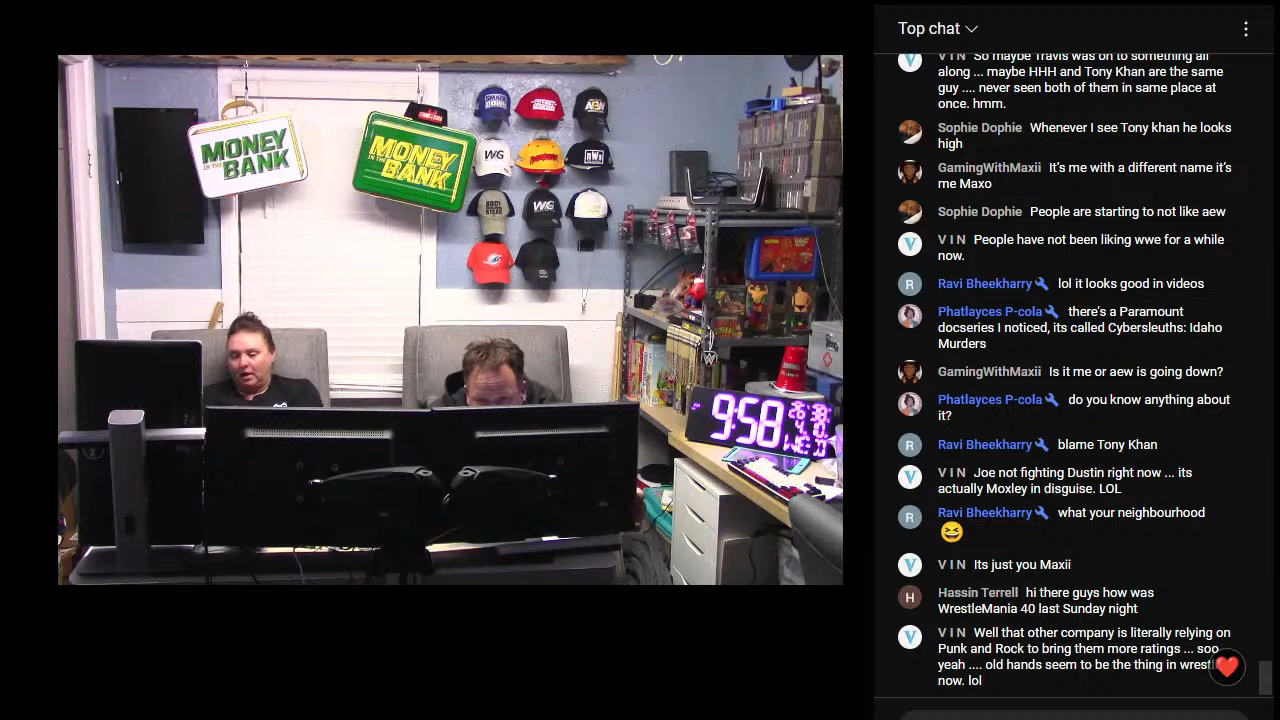 Top chat
V I N So maybe Travis was on to something all
along ... maybe HHH and Tony Khan are the same
guy .... never seen both of them in same place at
once. hmm.
Sophie Dophie Whenever I see Tony khan he looks
high
GamingWithMaxii It's me with a different name it's
me Maxo
Sophie Dophie People are starting to not like aew
V I N People have not been liking wwe for a while
now.
Ravi Bheekharry lol it looks good in videos
Phatlayces P-cola there's a Paramount
docseries I noticed, its called Cybersleuths: Idaho
Murders
GamingWithMaxii Is it me or aew is going down?
Phatlayces P-cola do you know anything about
it?
Ravi Bheekharry blame Tony Khan
V I N Joe not fighting Dustin right now ... its
actually Moxley in disguise. LOL
Ravi Bheekharry what your neighbourhood
😆
V I N Its just you Maxii
Hassin Terrell hi there guys how was
WrestleMania 40 last Sunday night
V I N Well that other company is literally relying on
Punk and Rock to bring them more ratings ... soo
yeah .... old hands seem to be the thing in wrestl
now. lol
MONEY
IN THE BANK
MONEY
IN THE
BANK
W&G
nWo
W&G
9:58